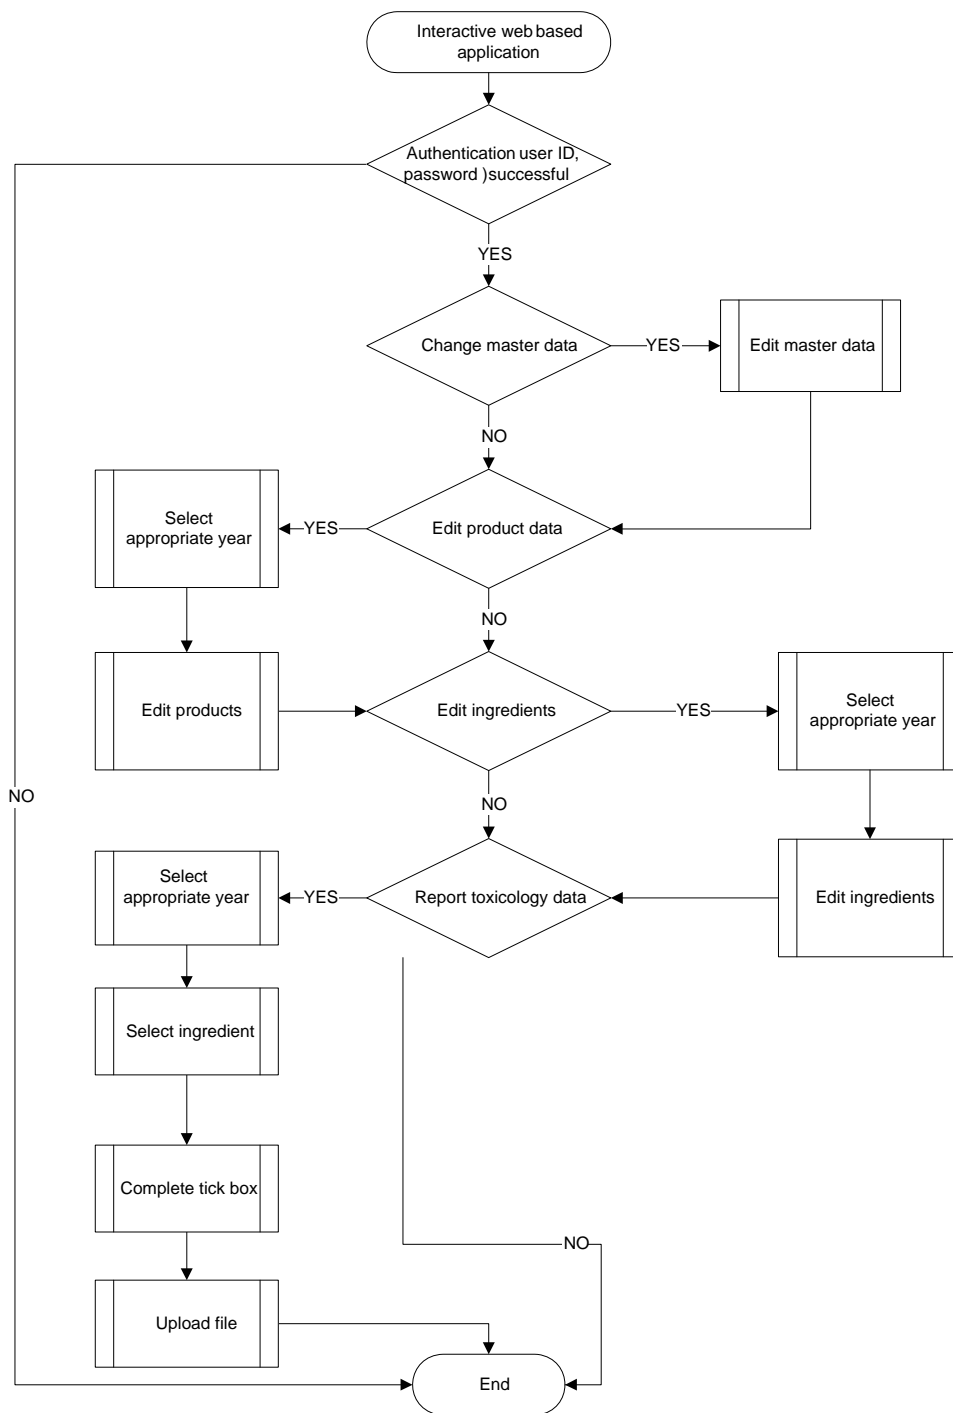 Interactive web based
application
Authentication user ID,
password )successful
YES
Change master data
YES
Edit master data
NO
Select
appropriate year
YES
Edit product data
NO
Edit products
Edit ingredients
YES
Select
appropriate year
NO
NO
Select
appropriate year
YES
Report toxicology data
Edit ingredients
Select ingredient
Complete tick box
NO
Upload file
End